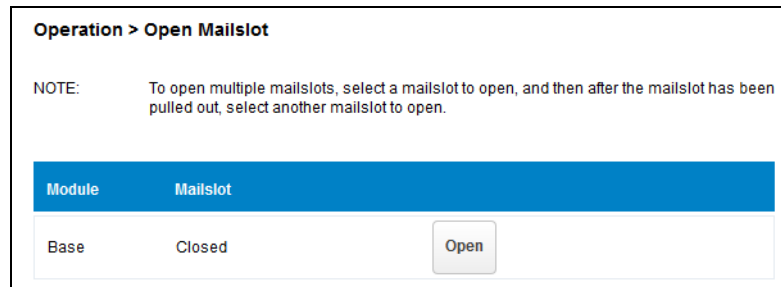 Operation > Open Mailslot
NOTE: To open multiple mailslots, select a mailslot to open, and then after the mailslot has been
pulled out, select another mailslot to open.
Module Mailslot
Base Closed Open